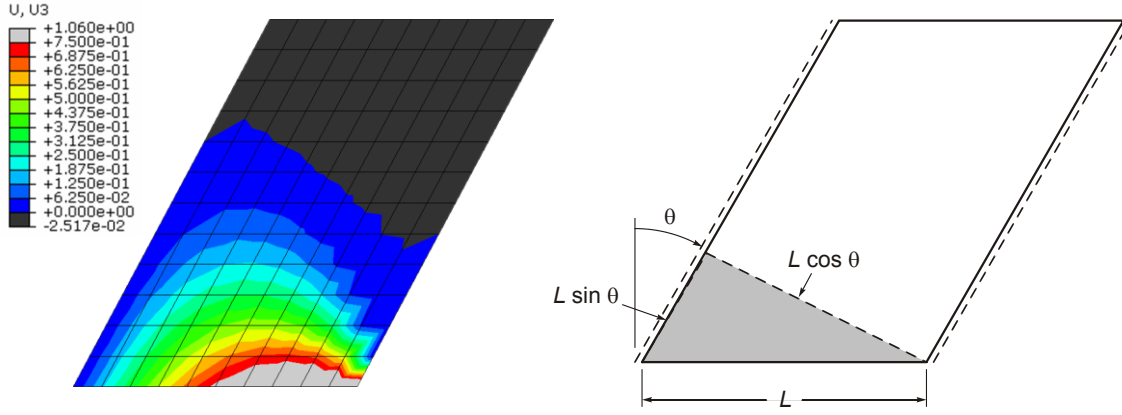 U, U3
+1.060e+00
+7.500e-01
+6.875e-01
+6.250e-01
+5.625e-01
+5.000e-01
+4.375e-01
+3.750e-01
+3.125e-01
+2.500e-01
+1.875e-01
+1.250e-01
+6.250e-02
+0.000e+00
-2.517e-02
θ
L cos θ
L sin θ
L